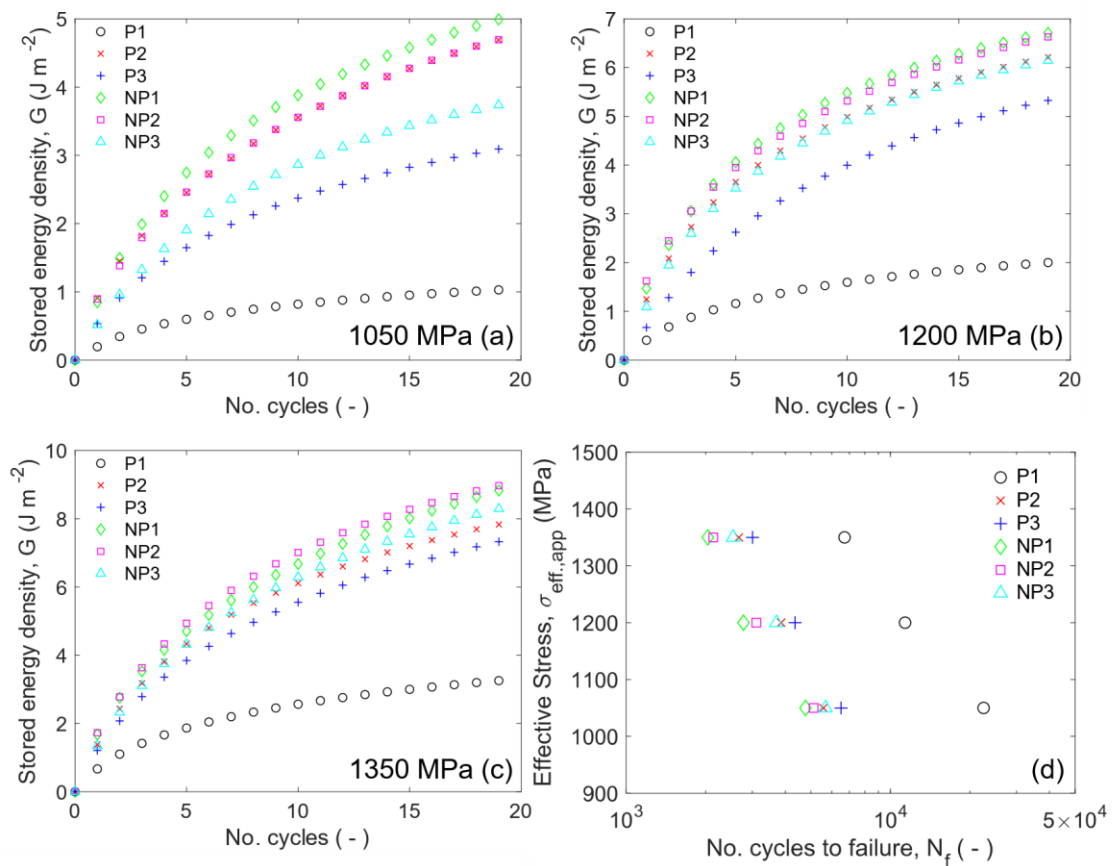 Stored energy density, G (J m⁻²)
5
4
3
2
1
0
P1
P2
P3
NP1
NP2
NP3
1050 MPa (a)
0 5 10 15 20
No. cycles ( - )
Stored energy density, G (J m⁻²)
7
6
5
4
3
2
1
0
P1
P2
P3
NP1
NP2
NP3
1200 MPa (b)
0 5 10 15 20
No. cycles ( - )
Stored energy density, G (J m⁻²)
10
8
6
4
2
0
P1
P2
P3
NP1
NP2
NP3
1350 MPa (c)
0 5 10 15 20
No. cycles ( - )
Effective Stress, σeff.,app (MPa)
1500
1400
1300
1200
1100
1000
900
P1
P2
P3
NP1
NP2
NP3
(d)
10³ 10⁴ 5×10⁴
No. cycles to failure, Nf ( - )